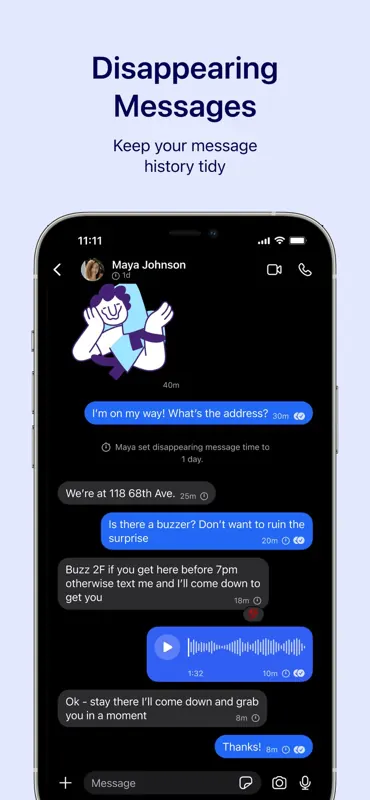 Disappearing
Messages
Keep your message
history tidy
11:11
Maya Johnson
1d
40m
I'm on my way! What's the address? 30m
Maya set disappearing message time to
1 day.
We're at 118 68th Ave. 25m
Is there a buzzer? Don't want to ruin the
surprise
20m
Buzz 2F if you get here before 7pm
otherwise text me and I'll come down to
get you
18m
1:32
10m
Ok - stay there I'll come down and grab
you in a moment
8m
Thanks! 8m
Message